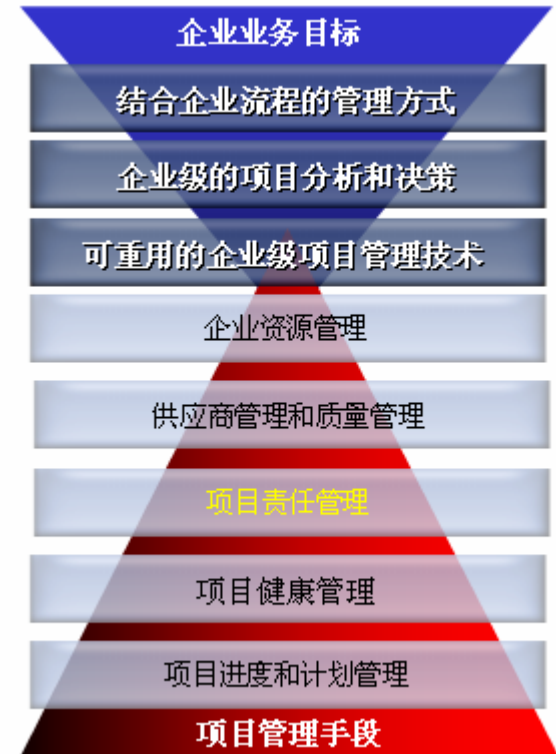 企业业务目标
结合企业流程的管理方式
企业级的项目分析和决策
可重用的企业级项目管理技术
企业资源管理
供应商管理和质量管理
项目责任管理
项目健康管理
项目进度和计划管理
项目管理手段